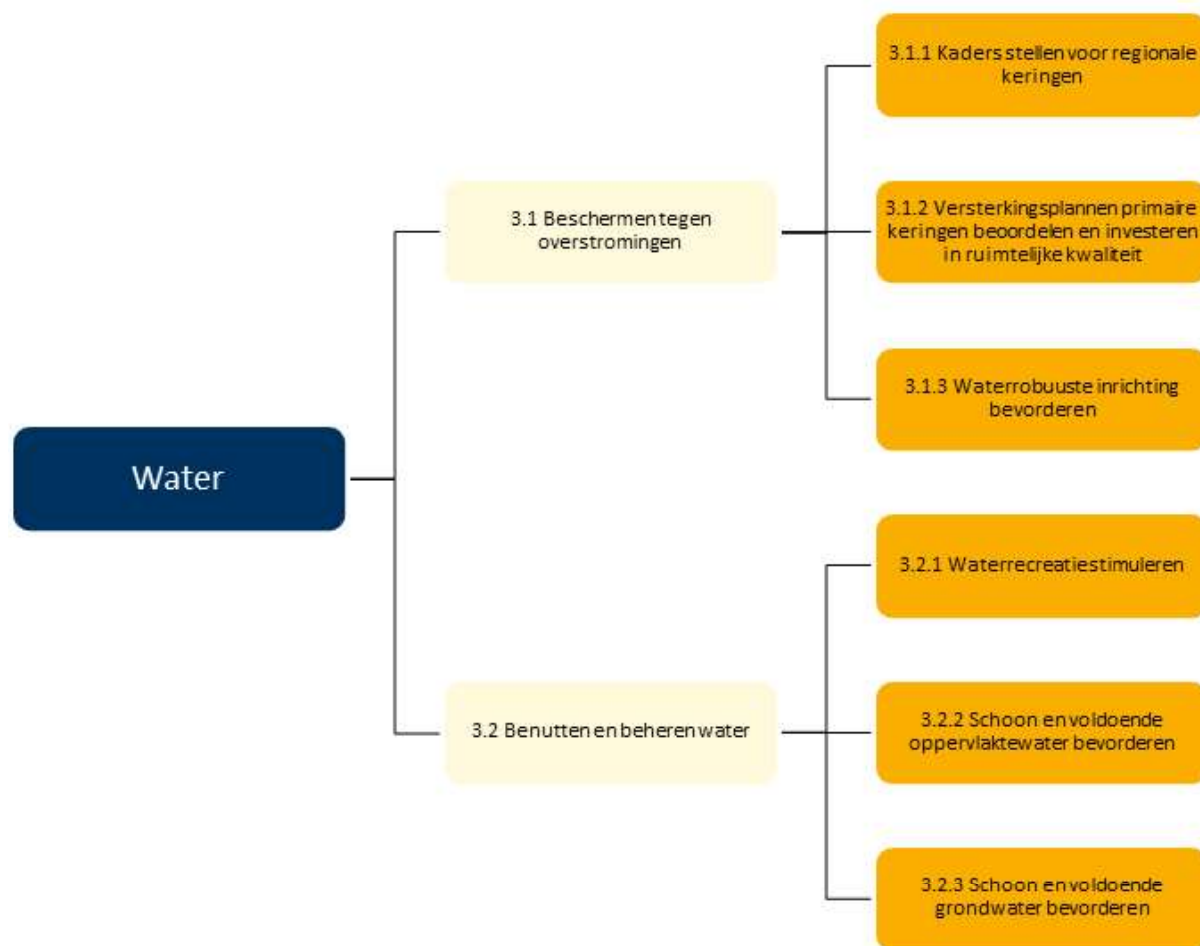 Water
3.1 Beschermen tegen
overstromingen
3.1.1 Kaders stellen voor regionale
keringen
3.1.2 Versterkingsplannen primaire
keringen beoordelen en investeren
in ruimtelijke kwaliteit
3.1.3 Waterrobuuste inrichting
bevorderen
3.2 Benutten en beheren water
3.2.1 Waterrecreatie stimuleren
3.2.2 Schoon en voldoende
oppervlaktewater bevorderen
3.2.3 Schoon en voldoende
grondwater bevorderen